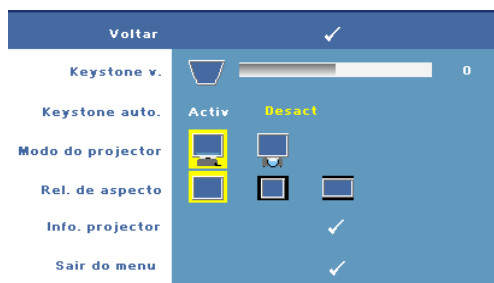 Voltar
Keystone v. 0
Keystone auto. Activ Desact
Modo do projector
Rel. de aspecto
Info. projector
Sair do menu